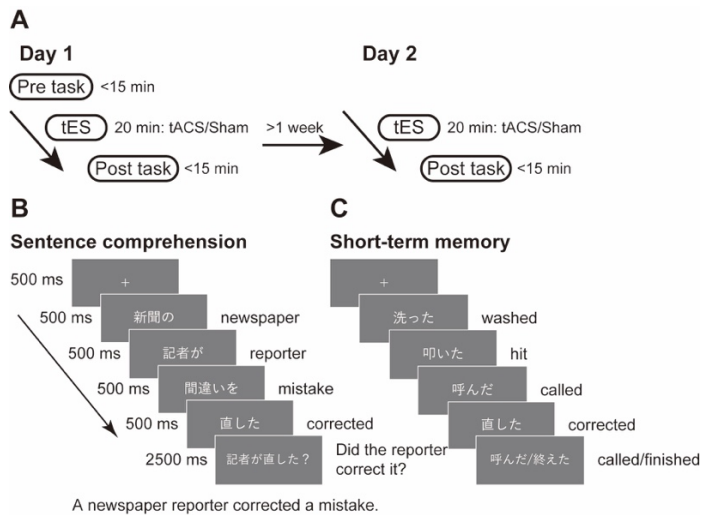 A
Day 1
Day 2
Pre task <15 min
tES 20 min: tACS/Sham
>1 week
tES 20 min: tACS/Sham
Post task <15 min
Post task <15 min
B
Sentence comprehension
500 ms +
500 ms 新聞の newspaper
500 ms 記者が reporter
500 ms 間違いを mistake
500 ms 直した corrected
2500 ms 記者が直した？ Did the reporter
correct it?
A newspaper reporter corrected a mistake.
C
Short-term memory
+
洗った washed
叩いた hit
呼んだ called
直した corrected
呼んだ/終えた called/finished